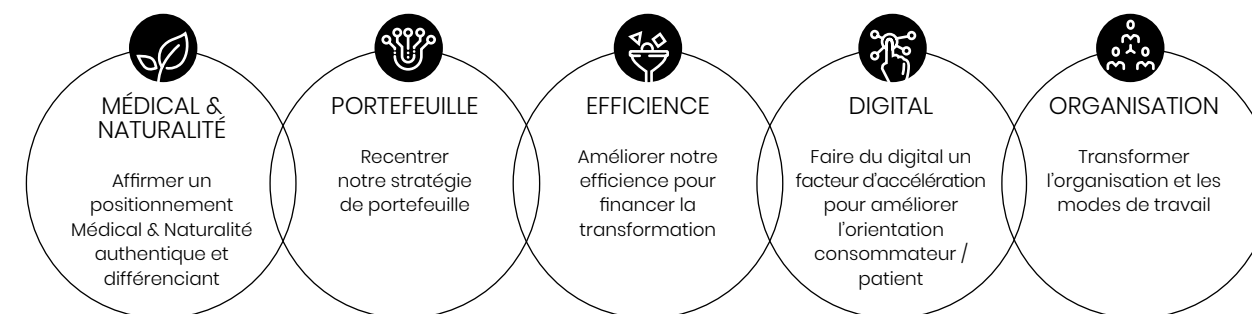 MÉDICAL &
NATURALITÉ
Affirmer un
positionnement
Médical & Naturalité
authentique et
différenciant
PORTEFEUILLE
Recentrer
notre stratégie
de portefeuille
EFFICIENCE
Améliorer notre
efficience pour
financer la
transformation
DIGITAL
Faire du digital un
facteur d'accélération
pour améliorer
l'orientation
consommateur /
patient
ORGANISATION
Transformer
l'organisation et les
modes de travail